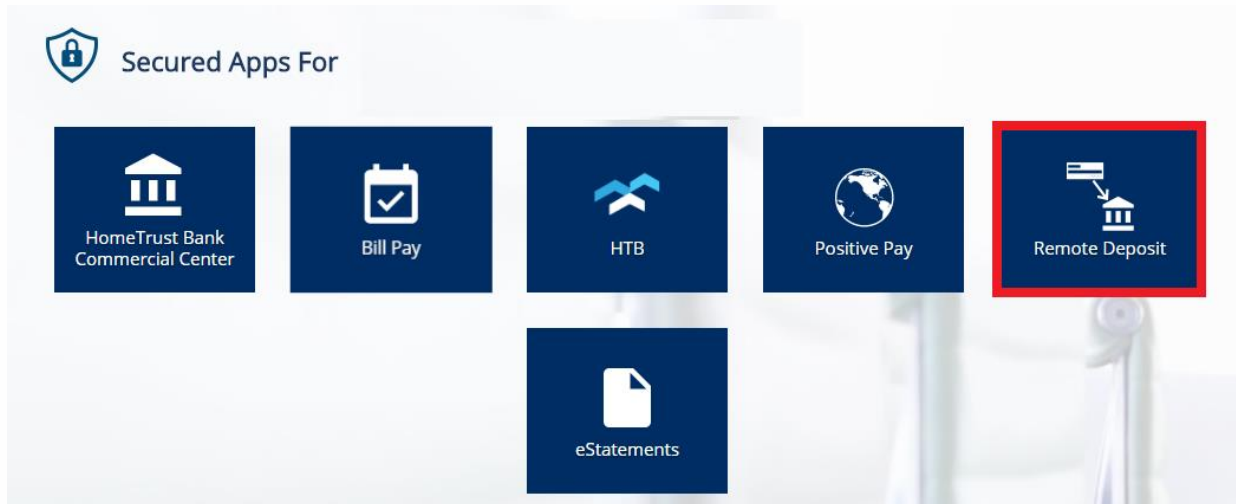 Secured Apps For
HomeTrust Bank
Commercial Center
Bill Pay
HTB
Positive Pay
Remote Deposit
eStatements